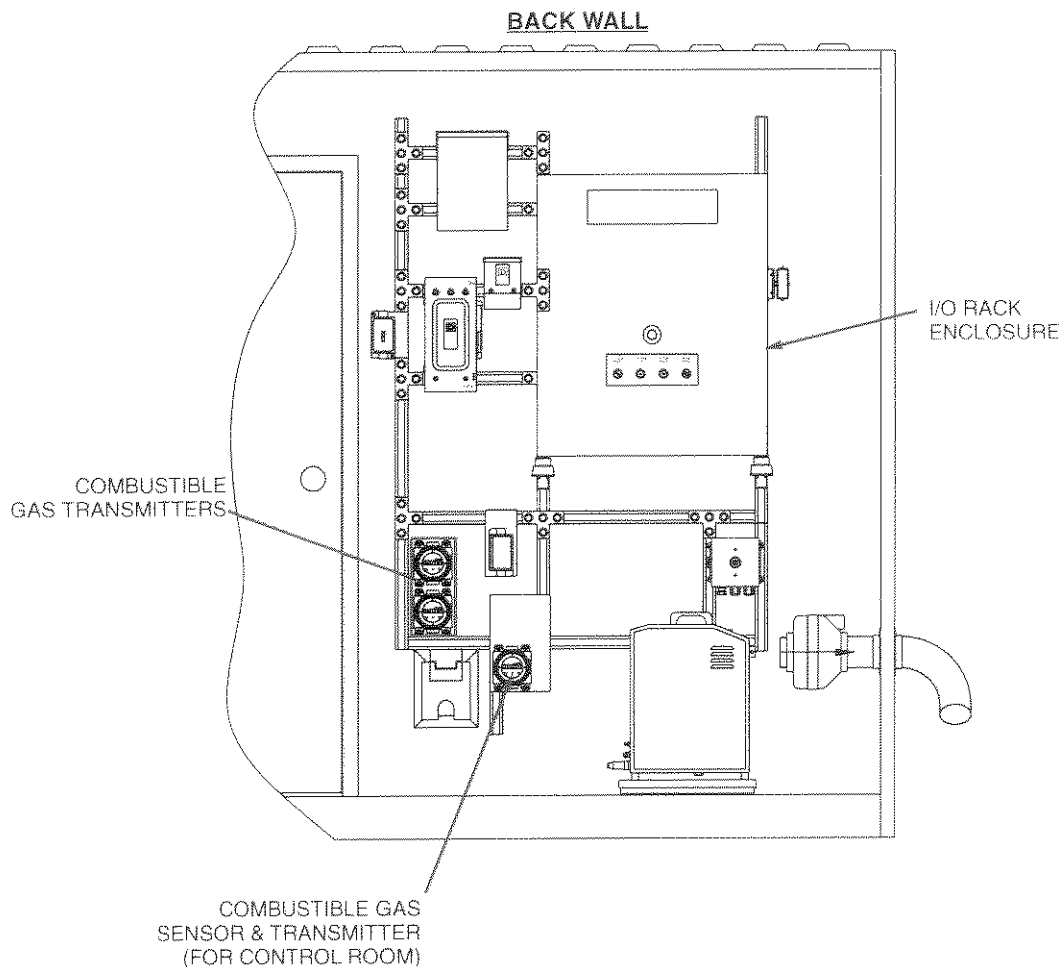 BACK WALL
I/O RACK
ENCLOSURE
COMBUSTIBLE
GAS TRANSMITTERS
COMBUSTIBLE GAS
SENSOR & TRANSMITTER
(FOR CONTROL ROOM)